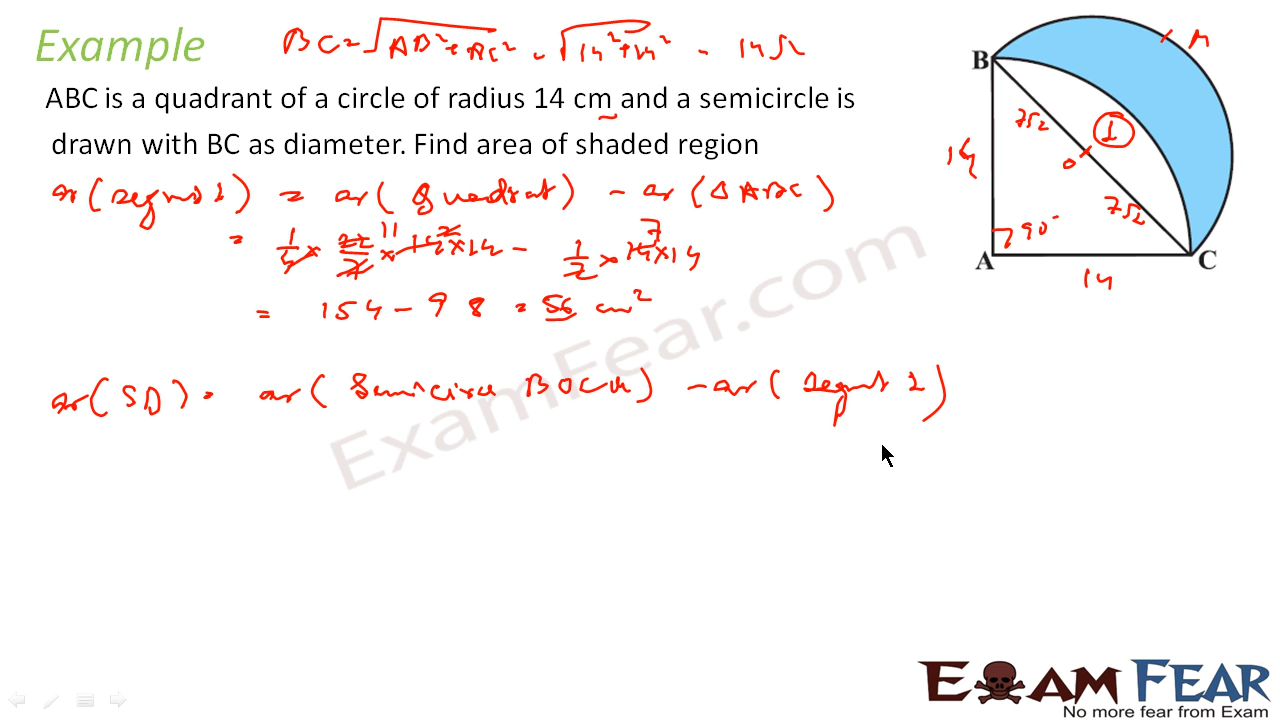 Example
BC = √AB² + AC² = √14² + 14² = 14√2
ABC is a quadrant of a circle of radius 14 cm and a semicircle is
drawn with BC as diameter. Find area of shaded region
ar( segment 1 ) = ar( Quadrant ) - ar( Δ ABC )
= 1/4 × 22/7 11 × 14 2 × 14 - 1/2 × 14 7 × 14
= 154 - 98 = 56 cm²
ar( SD ) = ar( Semicircle BOCM ) - ar( segment 1 )
B
M
7√2
1
14
O
7√2
90°
A
C
14
ExamFear.com
EXAM FEAR
No more fear from Exam